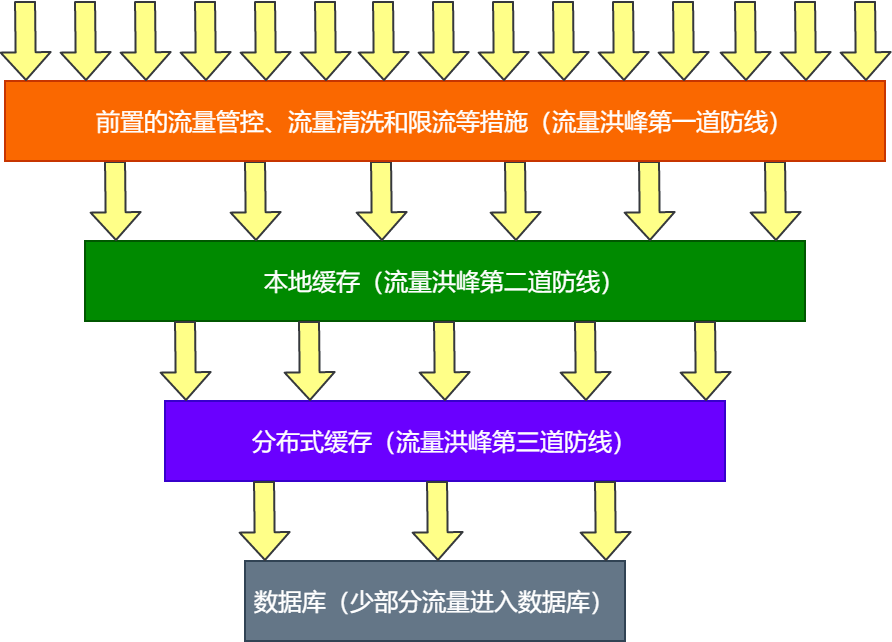 前置的流量管控、流量清洗和限流等措施（流量洪峰第一道防线）
本地缓存（流量洪峰第二道防线）
分布式缓存（流量洪峰第三道防线）
数据库（少部分流量进入数据库）